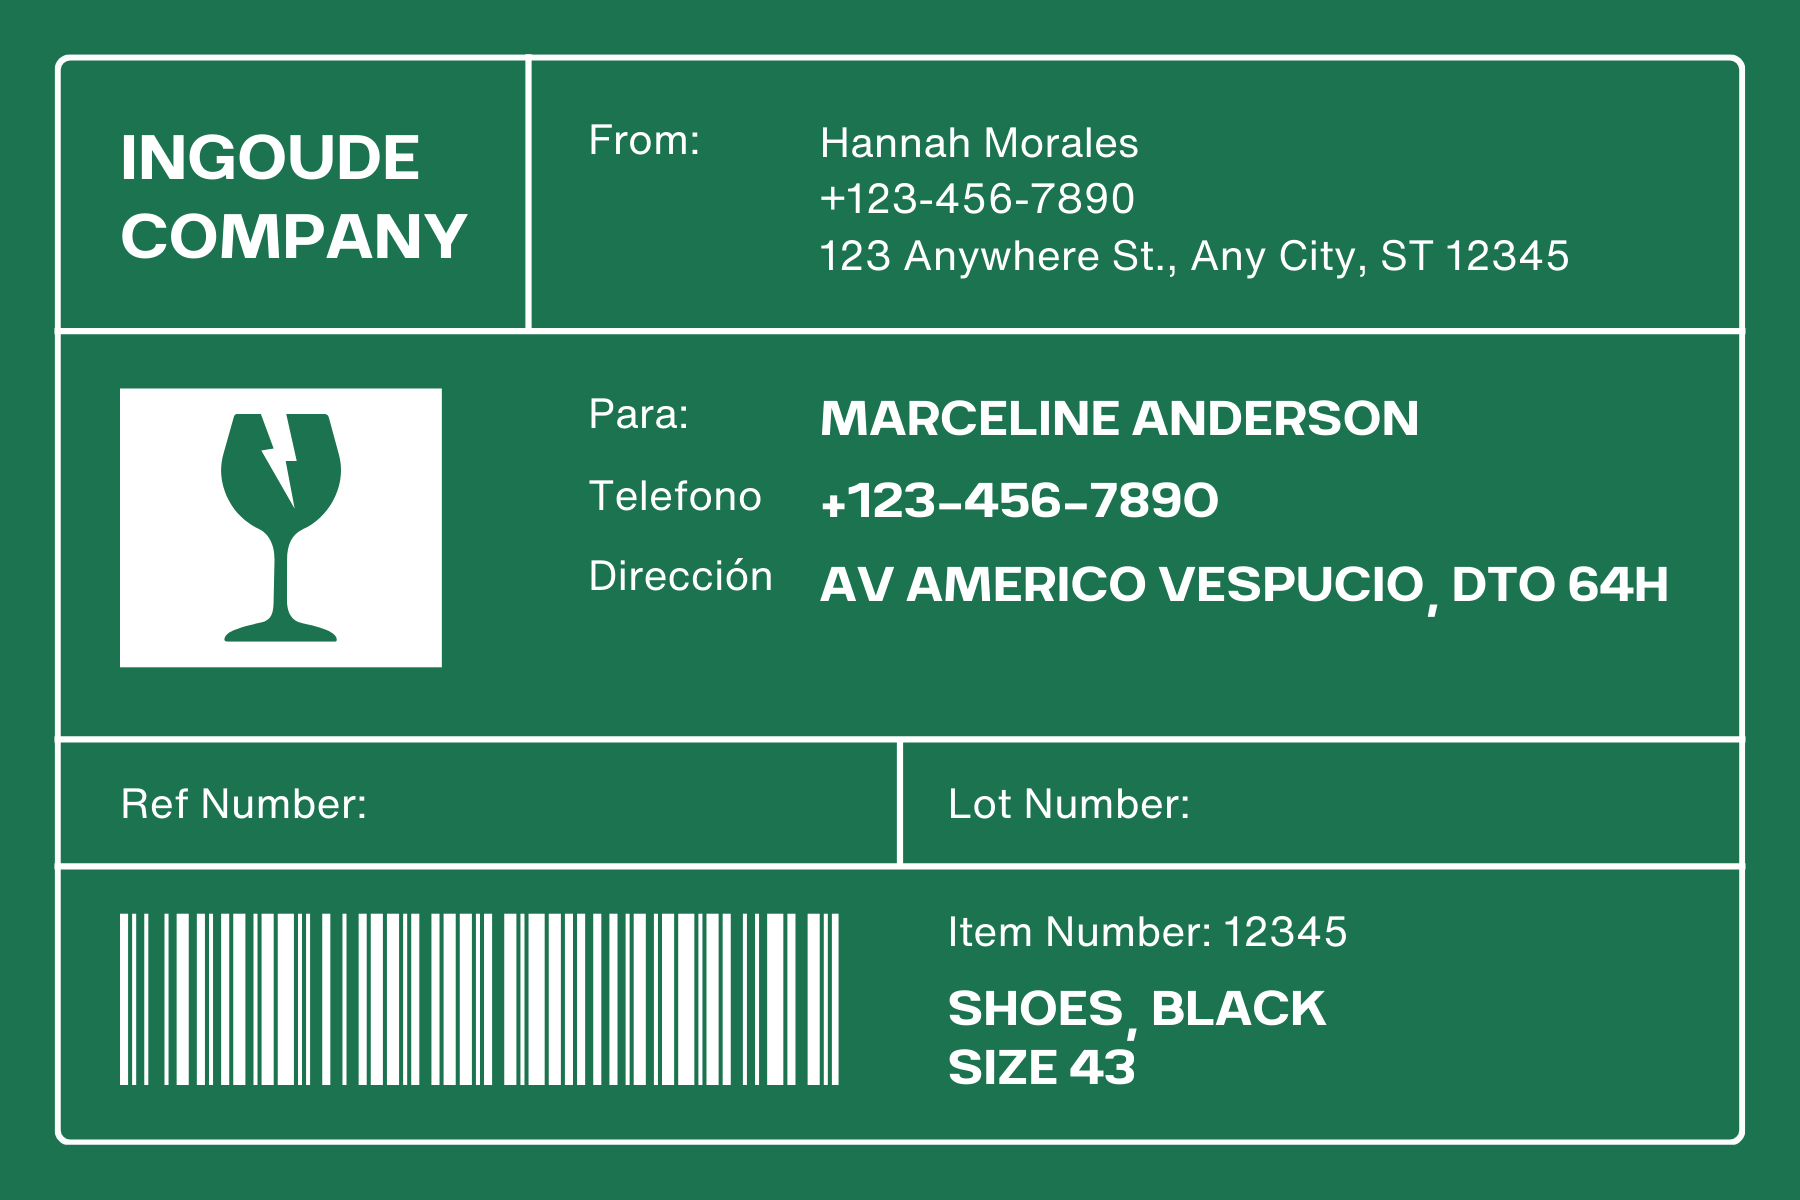 INGOUDE
COMPANY
From:
Hannah Morales
+123-456-7890
123 Anywhere St., Any City, ST 12345
Para: MARCELINE ANDERSON
Telefono +123-456-7890
Dirección AV AMERICO VESPUCIO, DTO 64H
Ref Number:
Lot Number:
Item Number: 12345
SHOES, BLACK
SIZE 43